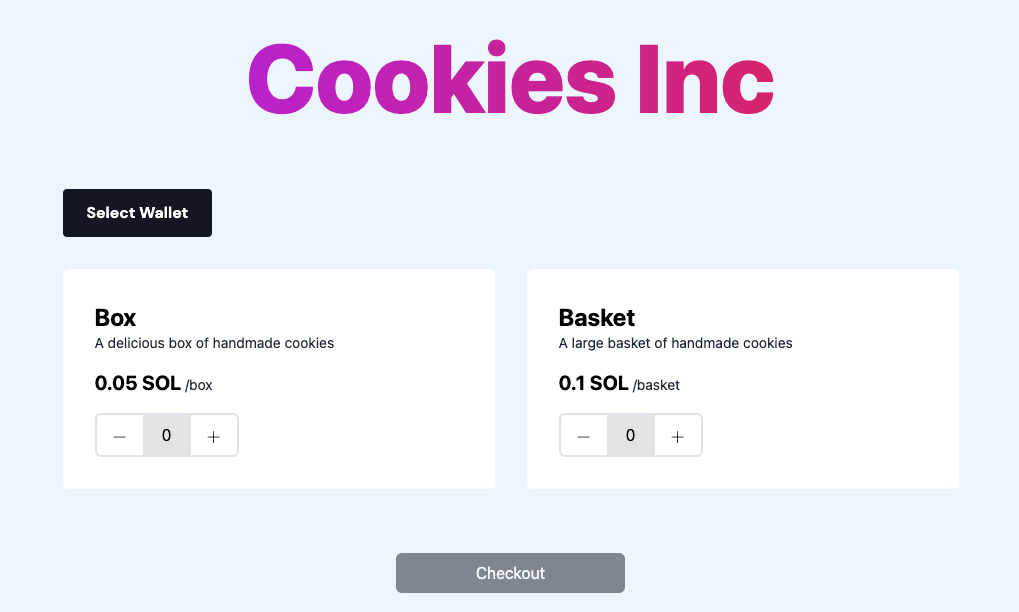 Cookies Inc
Select Wallet
Box
A delicious box of handmade cookies
0.05 SOL /box
− 0 +
Basket
A large basket of handmade cookies
0.1 SOL /basket
− 0 +
Checkout